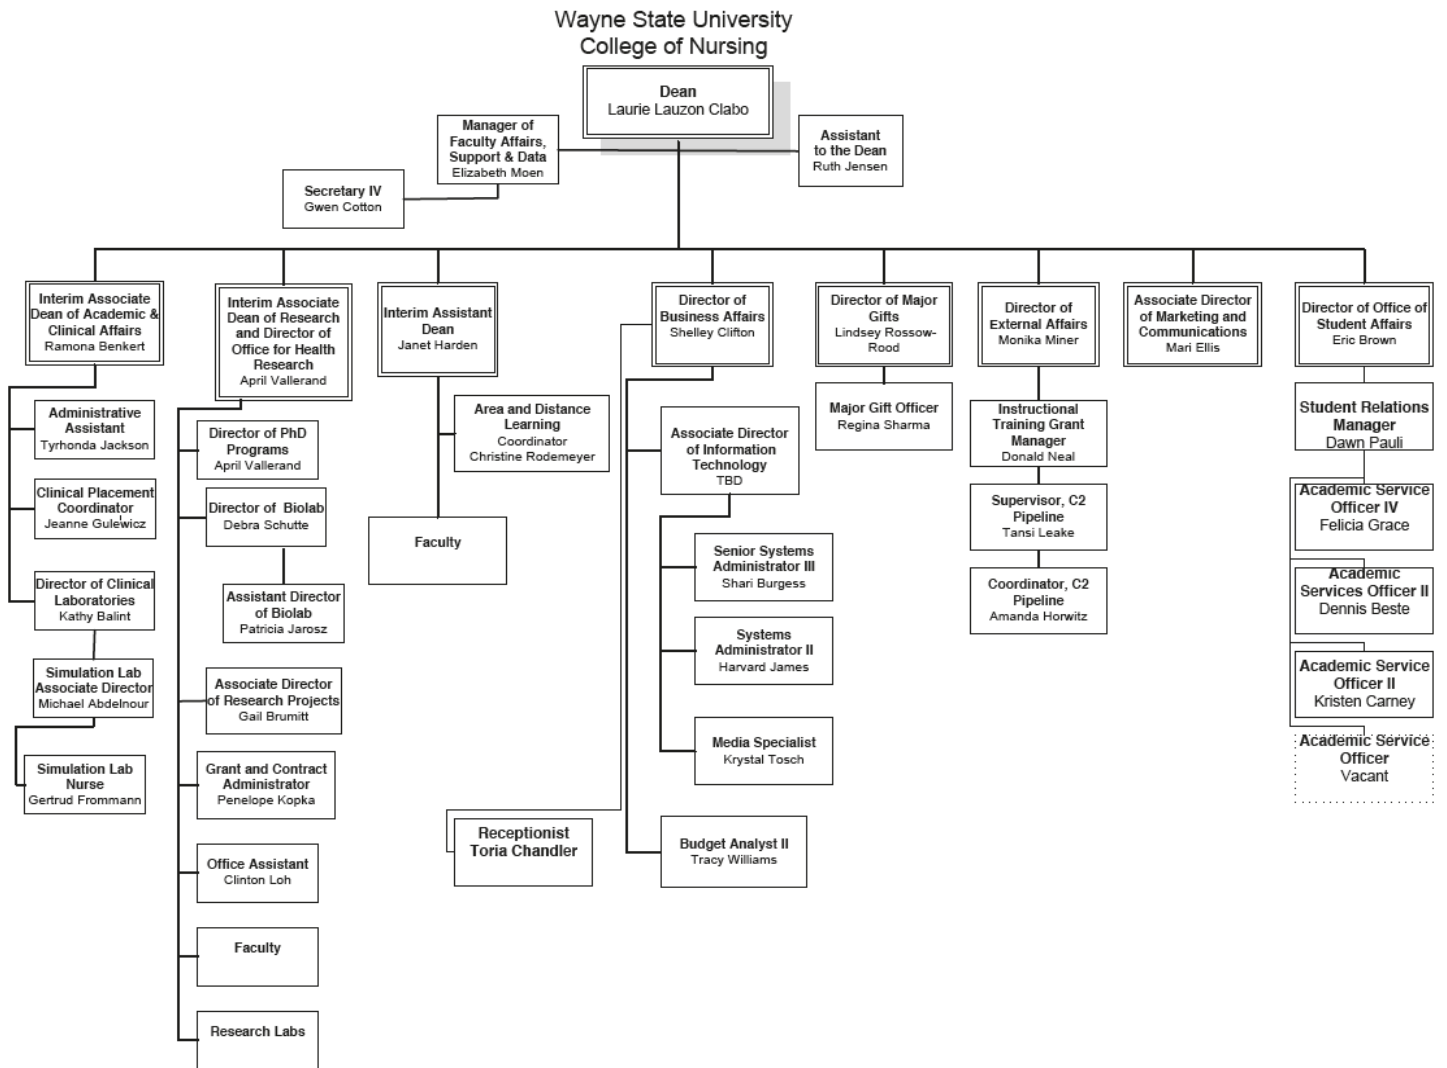 Wayne State University
College of Nursing
Dean
Laurie Lauzon Clabo
Manager of
Faculty Affairs,
Support & Data
Elizabeth Moen
Assistant
to the Dean
Ruth Jensen
Secretary IV
Gwen Cotton
Interim Associate
Dean of Academic &
Clinical Affairs
Ramona Benkert
Administrative
Assistant
Tyrhonda Jackson
Clinical Placement
Coordinator
Jeanne Gulewicz
Director of Clinical
Laboratories
Kathy Balint
Simulation Lab
Associate Director
Michael Abdelnour
Simulation Lab
Nurse
Gertrud Frommann
Interim Associate
Dean of Research
and Director of
Office for Health
Research
April Vallerand
Director of PhD
Programs
April Vallerand
Director of Biolab
Debra Schutte
Assistant Director
of Biolab
Patricia Jarosz
Associate Director
of Research Projects
Gail Brumitt
Grant and Contract
Administrator
Penelope Kopka
Office Assistant
Clinton Loh
Faculty
Research Labs
Interim Assistant
Dean
Janet Harden
Area and Distance
Learning
Coordinator
Christine Rodemeyer
Faculty
Director of
Business Affairs
Shelley Clifton
Associate Director
of Information
Technology
TBD
Senior Systems
Administrator III
Shari Burgess
Systems
Administrator II
Harvard James
Media Specialist
Krystal Tosch
Receptionist
Toria Chandler
Budget Analyst II
Tracy Williams
Director of Major
Gifts
Lindsey Rossow-
Rood
Major Gift Officer
Regina Sharma
Director of
External Affairs
Monika Miner
Instructional
Training Grant
Manager
Donald Neal
Supervisor, C2
Pipeline
Tansi Leake
Coordinator, C2
Pipeline
Amanda Horwitz
Associate Director
of Marketing and
Communications
Mari Ellis
Director of Office of
Student Affairs
Eric Brown
Student Relations
Manager
Dawn Pauli
Academic Service
Officer IV
Felicia Grace
Academic
Services Officer II
Dennis Beste
Academic Service
Officer II
Kristen Carney
Academic Service
Officer
Vacant